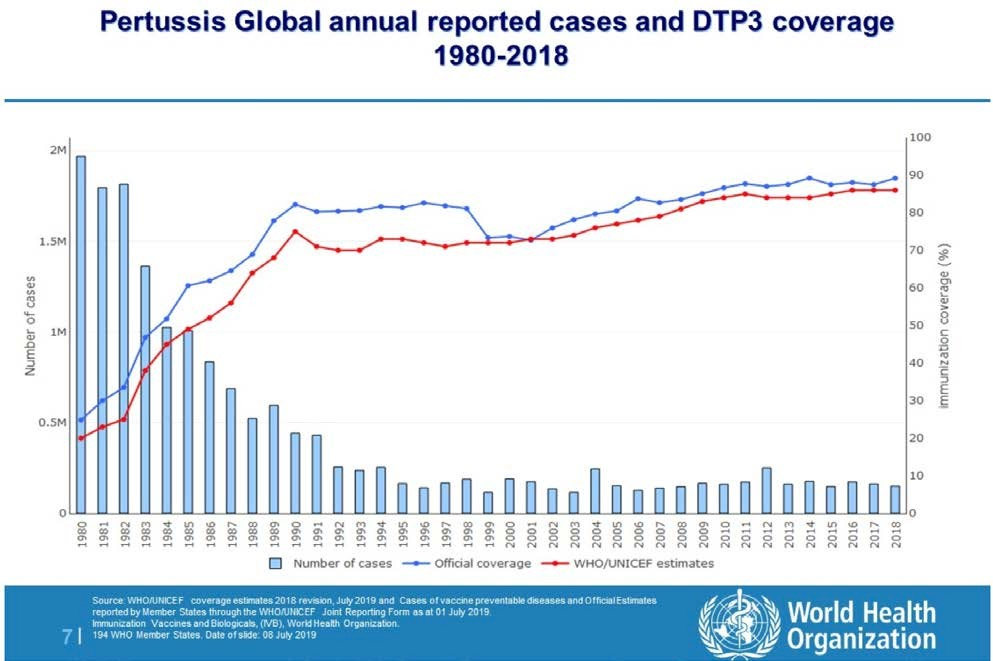 Pertussis Global annual reported cases and DTP3 coverage
1980-2018
2M
1.5M
1M
0.5M
0
Number of cases
100
90
80
70
60
50
40
30
20
10
0
immunization coverage (%)
1980 1981 1982 1983 1984 1985 1986 1987 1988 1989 1990 1991 1992 1993 1994 1995 1996 1997 1998 1999 2000 2001 2002 2003 2004 2005 2006 2007 2008 2009 2010 2011 2012 2013 2014 2015 2016 2017 2018
Number of cases Official coverage WHO/UNICEF estimates
Source: WHO/UNICEF coverage estimates 2018 revision, July 2019 and Cases of vaccine preventable diseases and Official Estimates
reported by Member States through the WHO/UNICEF Joint Reporting Form as at 01 July 2019.
Immunization Vaccines and Biologicals, (IVB), World Health Organization.
194 WHO Member States. Date of slide: 08 July 2019
7 |
World Health
Organization